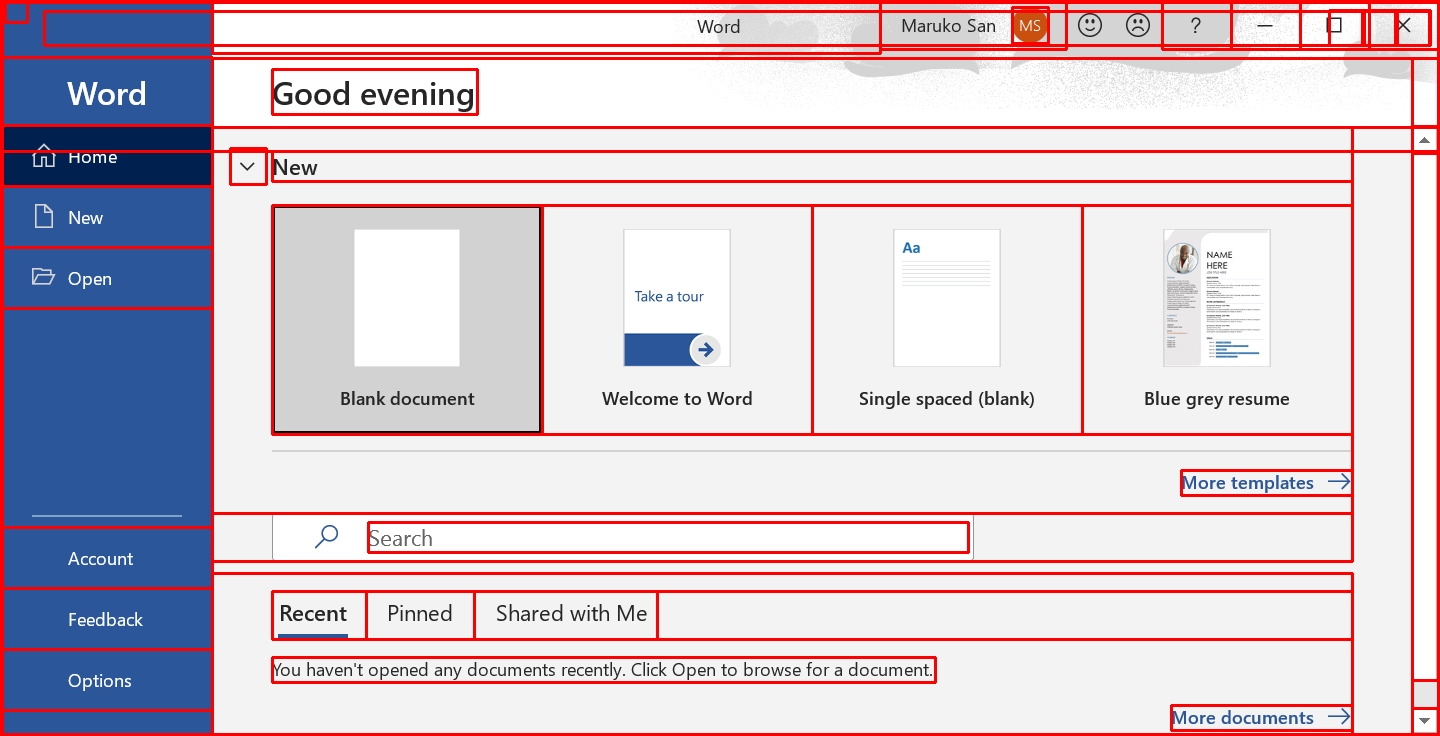 Word
Maruko San MS
?
Word
Good evening
Home
New
Open
Account
Feedback
Options
New
Take a tour
Aa
NAME
HERE
Blank document
Welcome to Word
Single spaced (blank)
Blue grey resume
More templates
Search
Recent
Pinned
Shared with Me
You haven't opened any documents recently. Click Open to browse for a document.
More documents